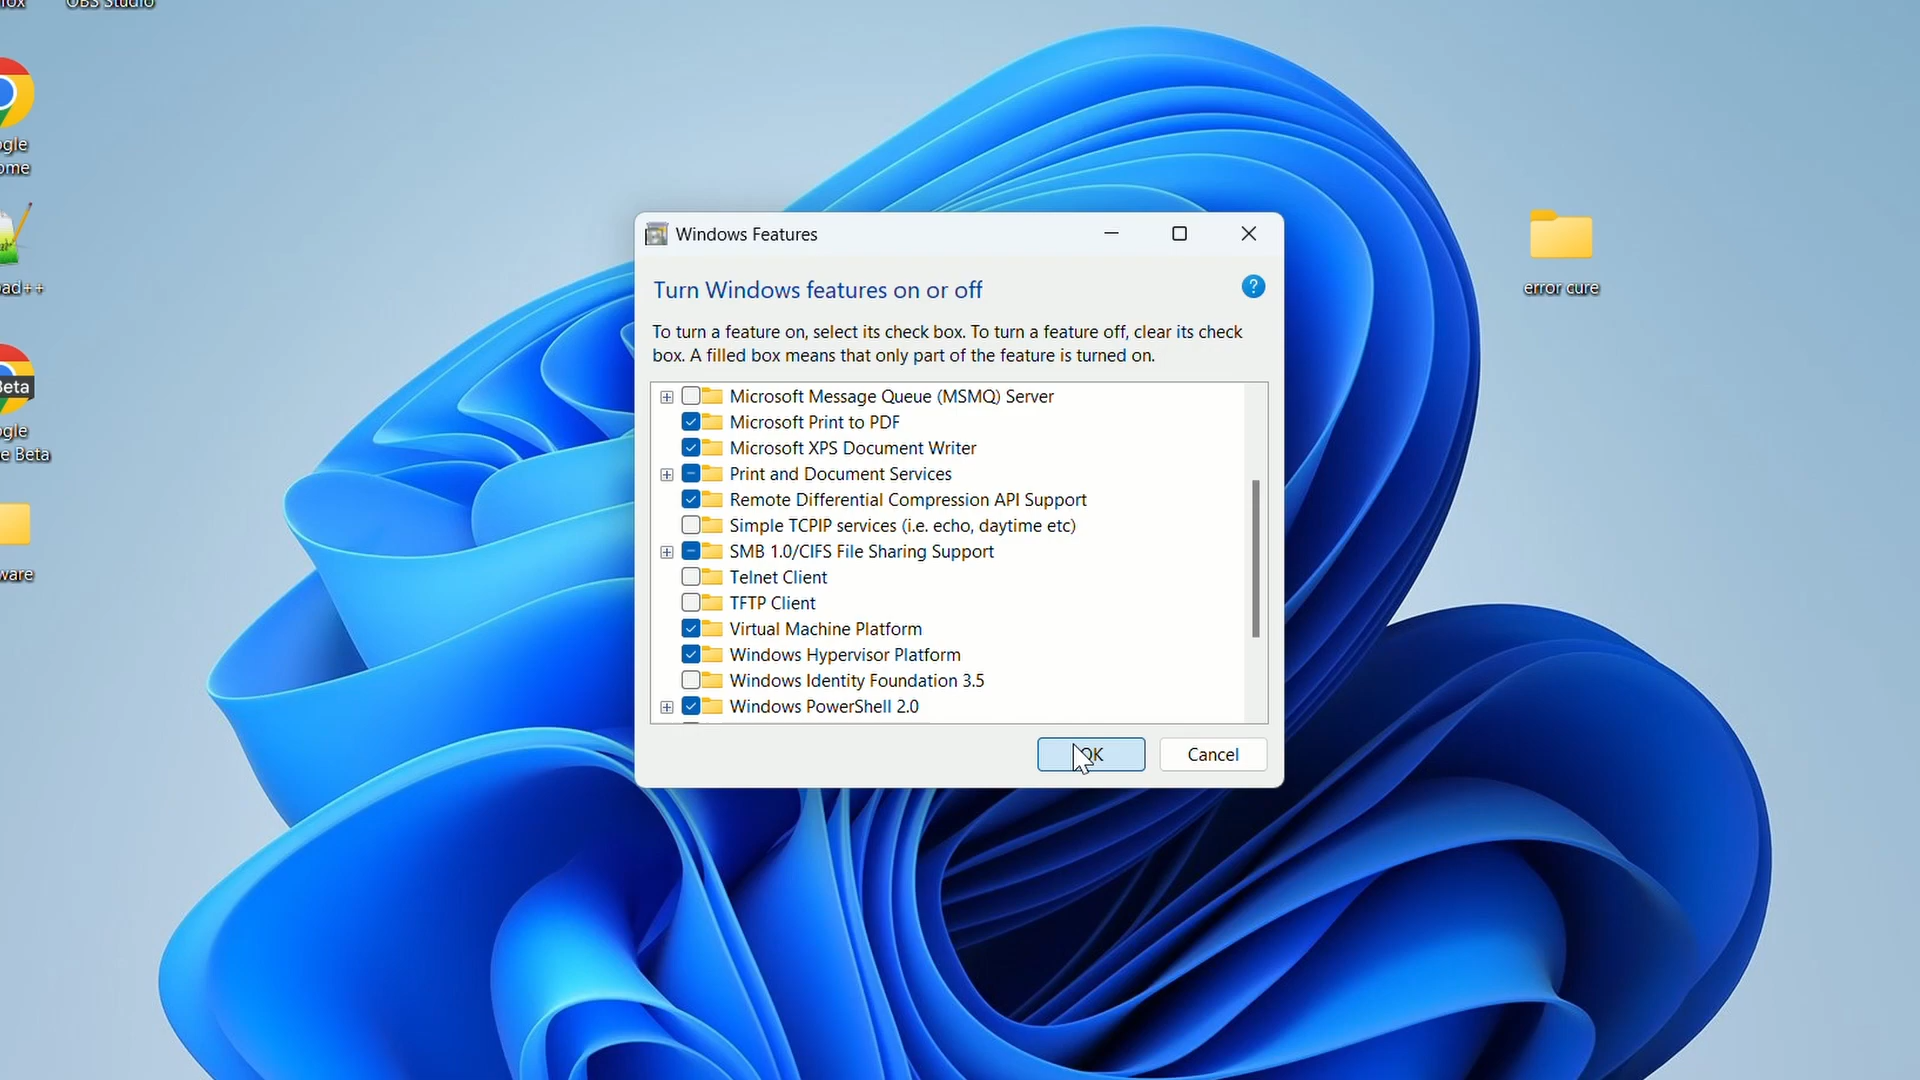 OBS Studio
ogle
ome
ad++
Beta
ogle
e Beta
ware
error cure
Windows Features
Turn Windows features on or off
?
To turn a feature on, select its check box. To turn a feature off, clear its check
box. A filled box means that only part of the feature is turned on.
Microsoft Message Queue (MSMQ) Server
Microsoft Print to PDF
Microsoft XPS Document Writer
Print and Document Services
Remote Differential Compression API Support
Simple TCPIP services (i.e. echo, daytime etc)
SMB 1.0/CIFS File Sharing Support
Telnet Client
TFTP Client
Virtual Machine Platform
Windows Hypervisor Platform
Windows Identity Foundation 3.5
Windows PowerShell 2.0
OK
Cancel